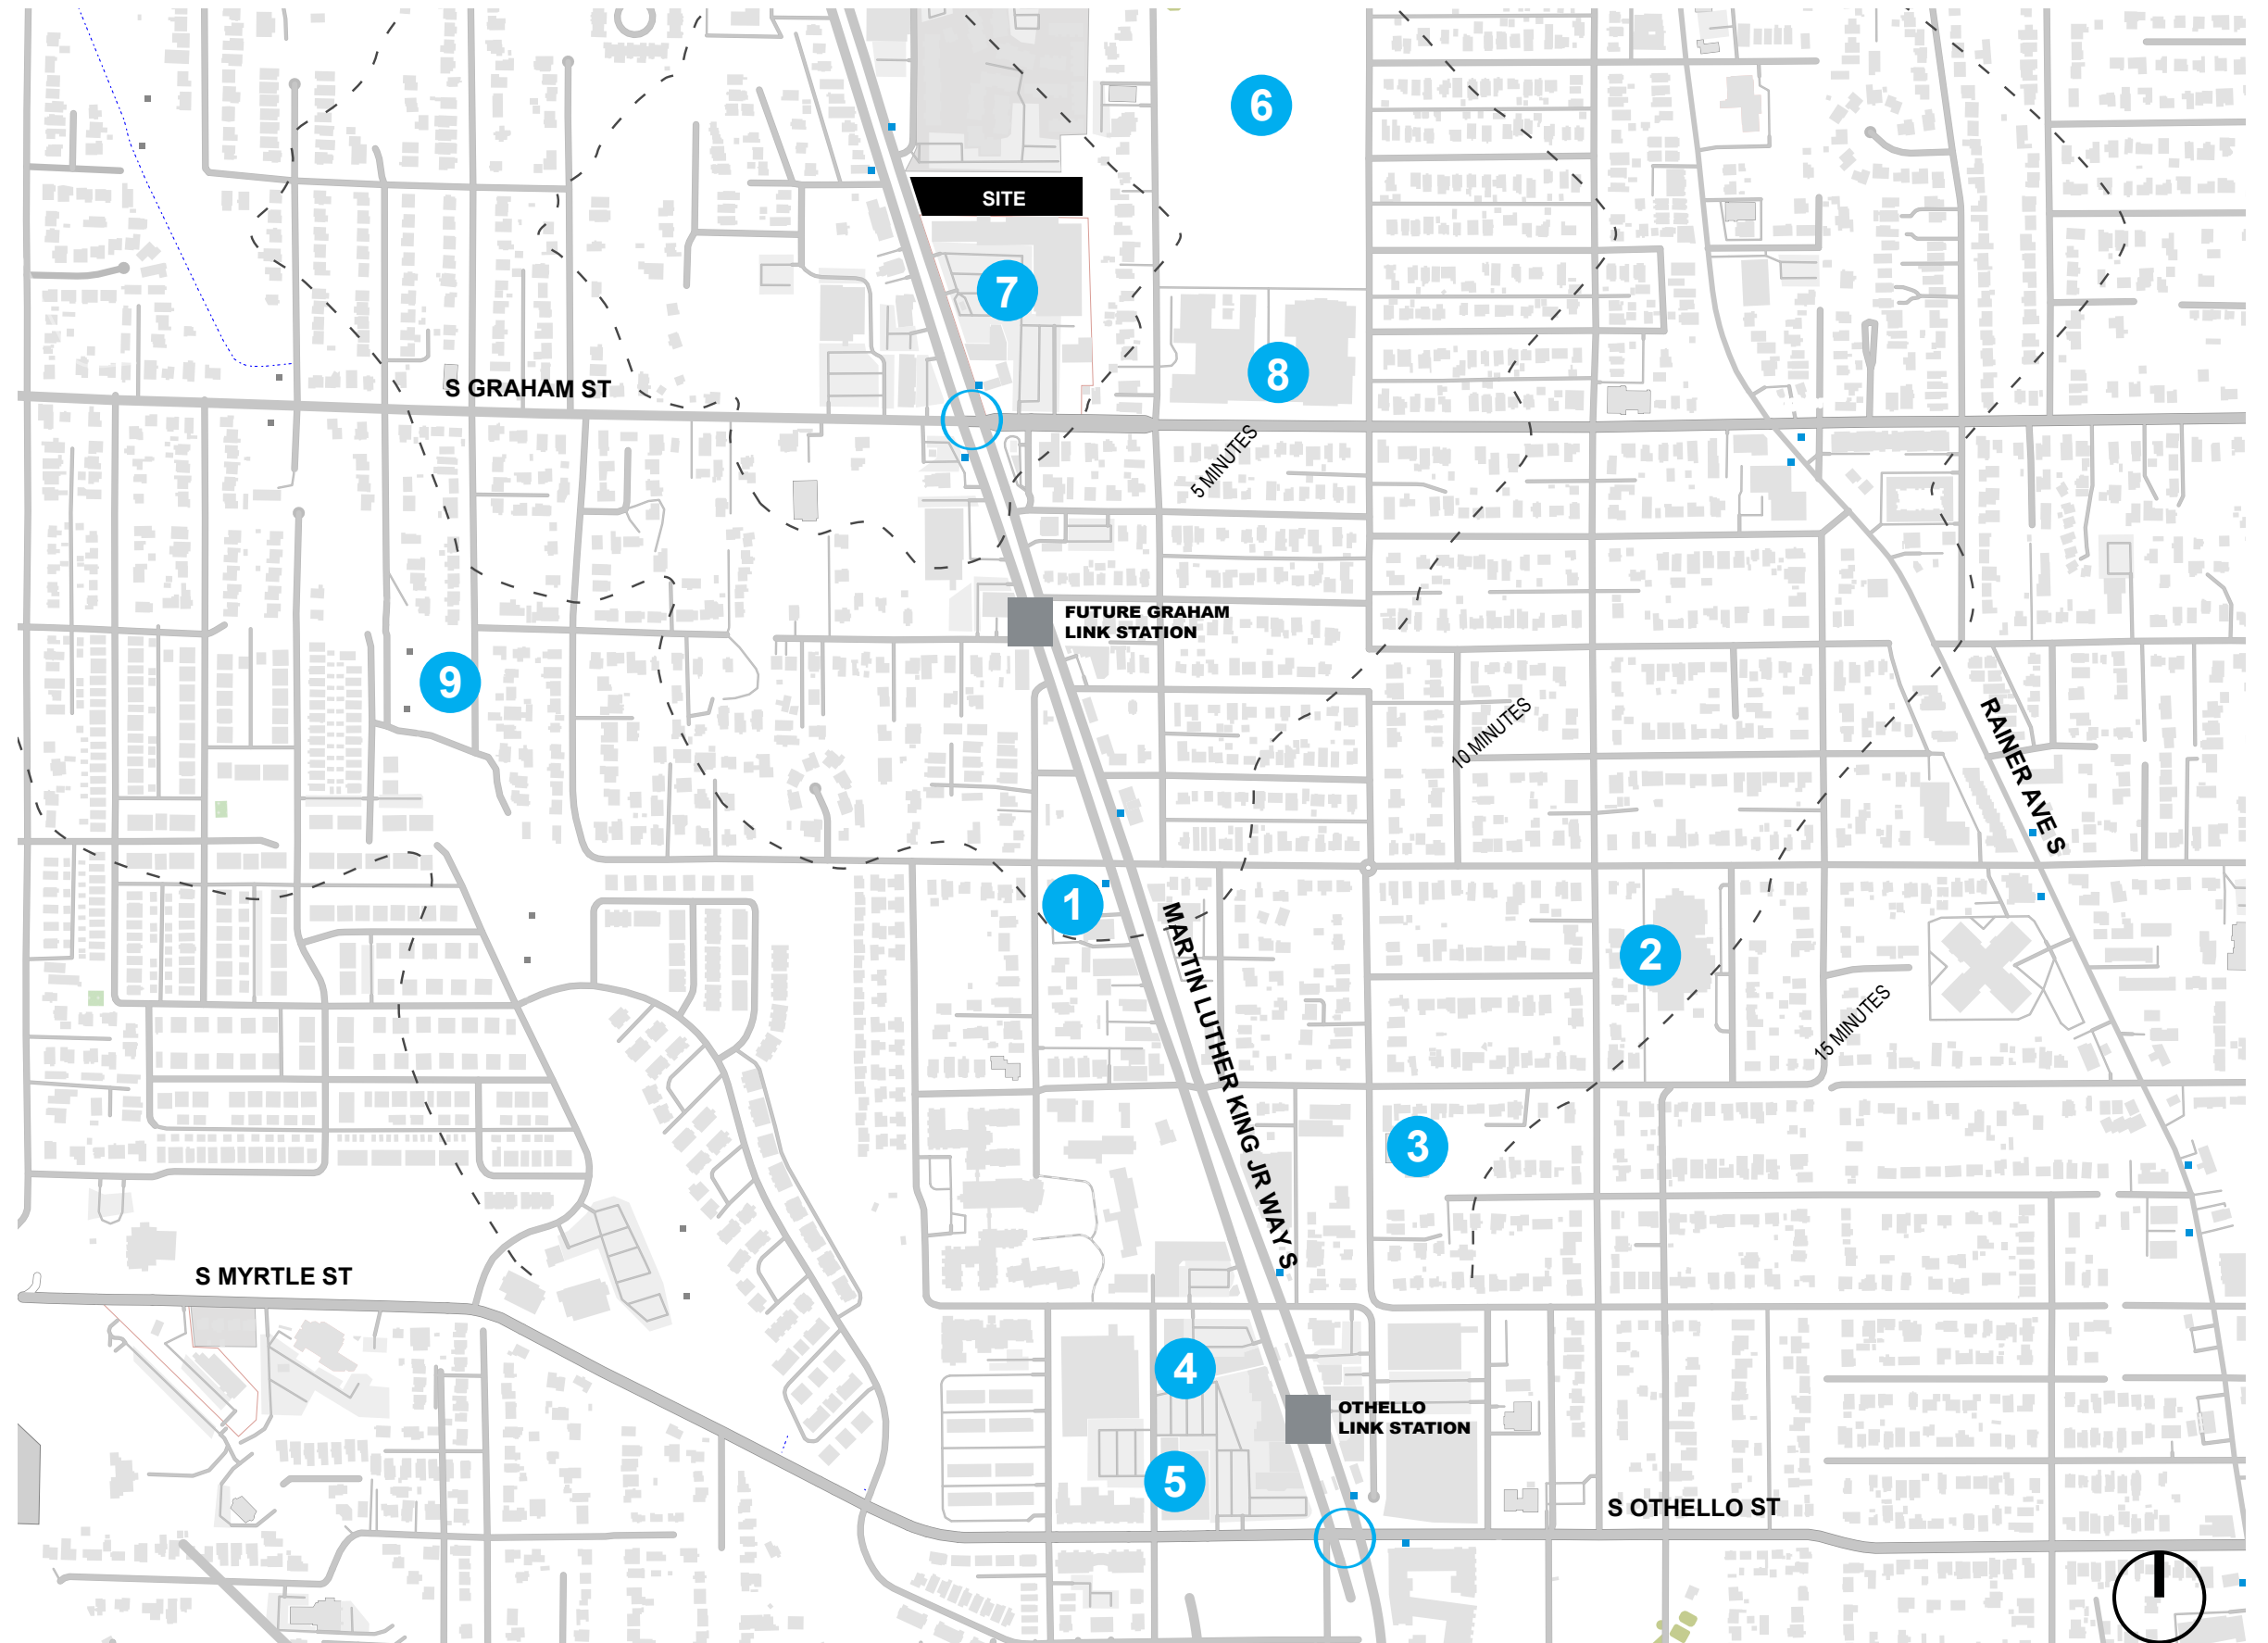 6
SITE
7
8
S GRAHAM ST
5 MINUTES
FUTURE GRAHAM
LINK STATION
9
10 MINUTES
RAINER AVE S
1
MARTIN LUTHER KING JR WAY S
2
15 MINUTES
3
S MYRTLE ST
4
OTHELLO
LINK STATION
5
S OTHELLO ST